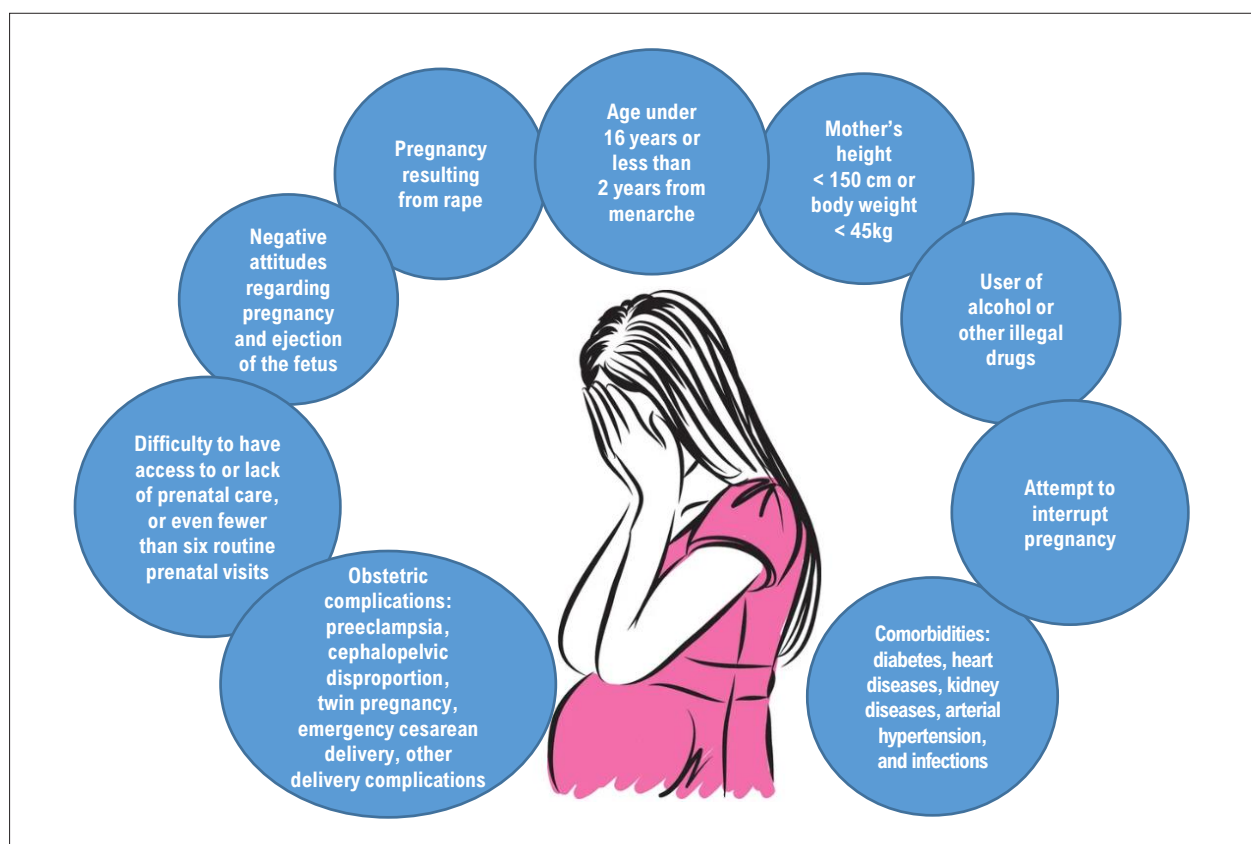 Age under
16 years or
less than
2 years from
menarche
Mother's
height
< 150 cm or
body weight
< 45kg
User of
alcohol or
other illegal
drugs
Attempt to
interrupt
pregnancy
Comorbidities:
diabetes, heart
diseases, kidney
diseases, arterial
hypertension,
and infections
Obstetric
complications:
preeclampsia,
cephalopelvic
disproportion,
twin pregnancy,
emergency cesarean
delivery, other
delivery complications
Difficulty to have
access to or lack
of prenatal care,
or even fewer
than six routine
prenatal visits
Negative
attitudes
regarding
pregnancy
and ejection
of the fetus
Pregnancy
resulting
from rape